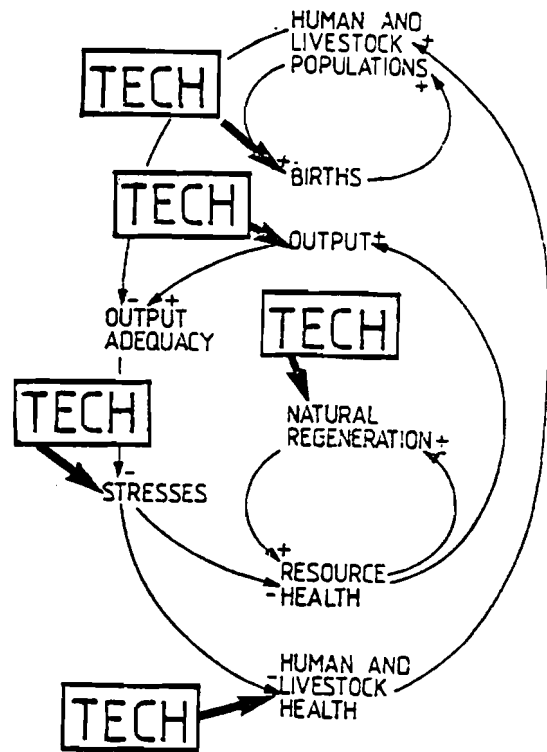 HUMAN AND
LIVESTOCK +
POPULATIONS
+
TECH
+
BIRTHS
TECH
OUTPUT +
- +
OUTPUT
ADEQUACY
TECH
TECH
NATURAL
REGENERATION +
-
STRESSES
+
RESOURCE
- HEALTH
- HUMAN AND
LIVESTOCK
HEALTH
TECH